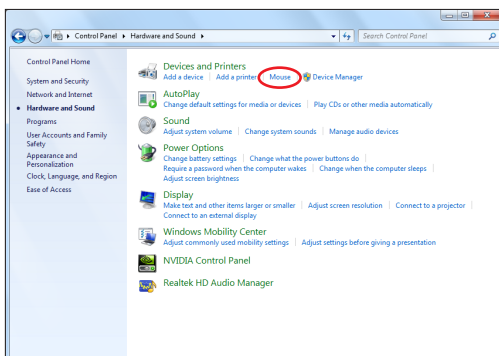 Control Panel ▸ Hardware and Sound ▸
Search Control Panel
Control Panel Home
System and Security
Network and Internet
Hardware and Sound
Programs
User Accounts and Family
Safety
Appearance and
Personalization
Clock, Language, and Region
Ease of Access
Devices and Printers
Add a device | Add a printer | Mouse | Device Manager
AutoPlay
Change default settings for media or devices | Play CDs or other media automatically
Sound
Adjust system volume | Change system sounds | Manage audio devices
Power Options
Change battery settings | Change what the power buttons do |
Require a password when the computer wakes | Change when the computer sleeps |
Adjust screen brightness
Display
Make text and other items larger or smaller | Adjust screen resolution | Connect to a projector |
Connect to an external display
Windows Mobility Center
Adjust commonly used mobility settings | Adjust settings before giving a presentation
NVIDIA Control Panel
Realtek HD Audio Manager